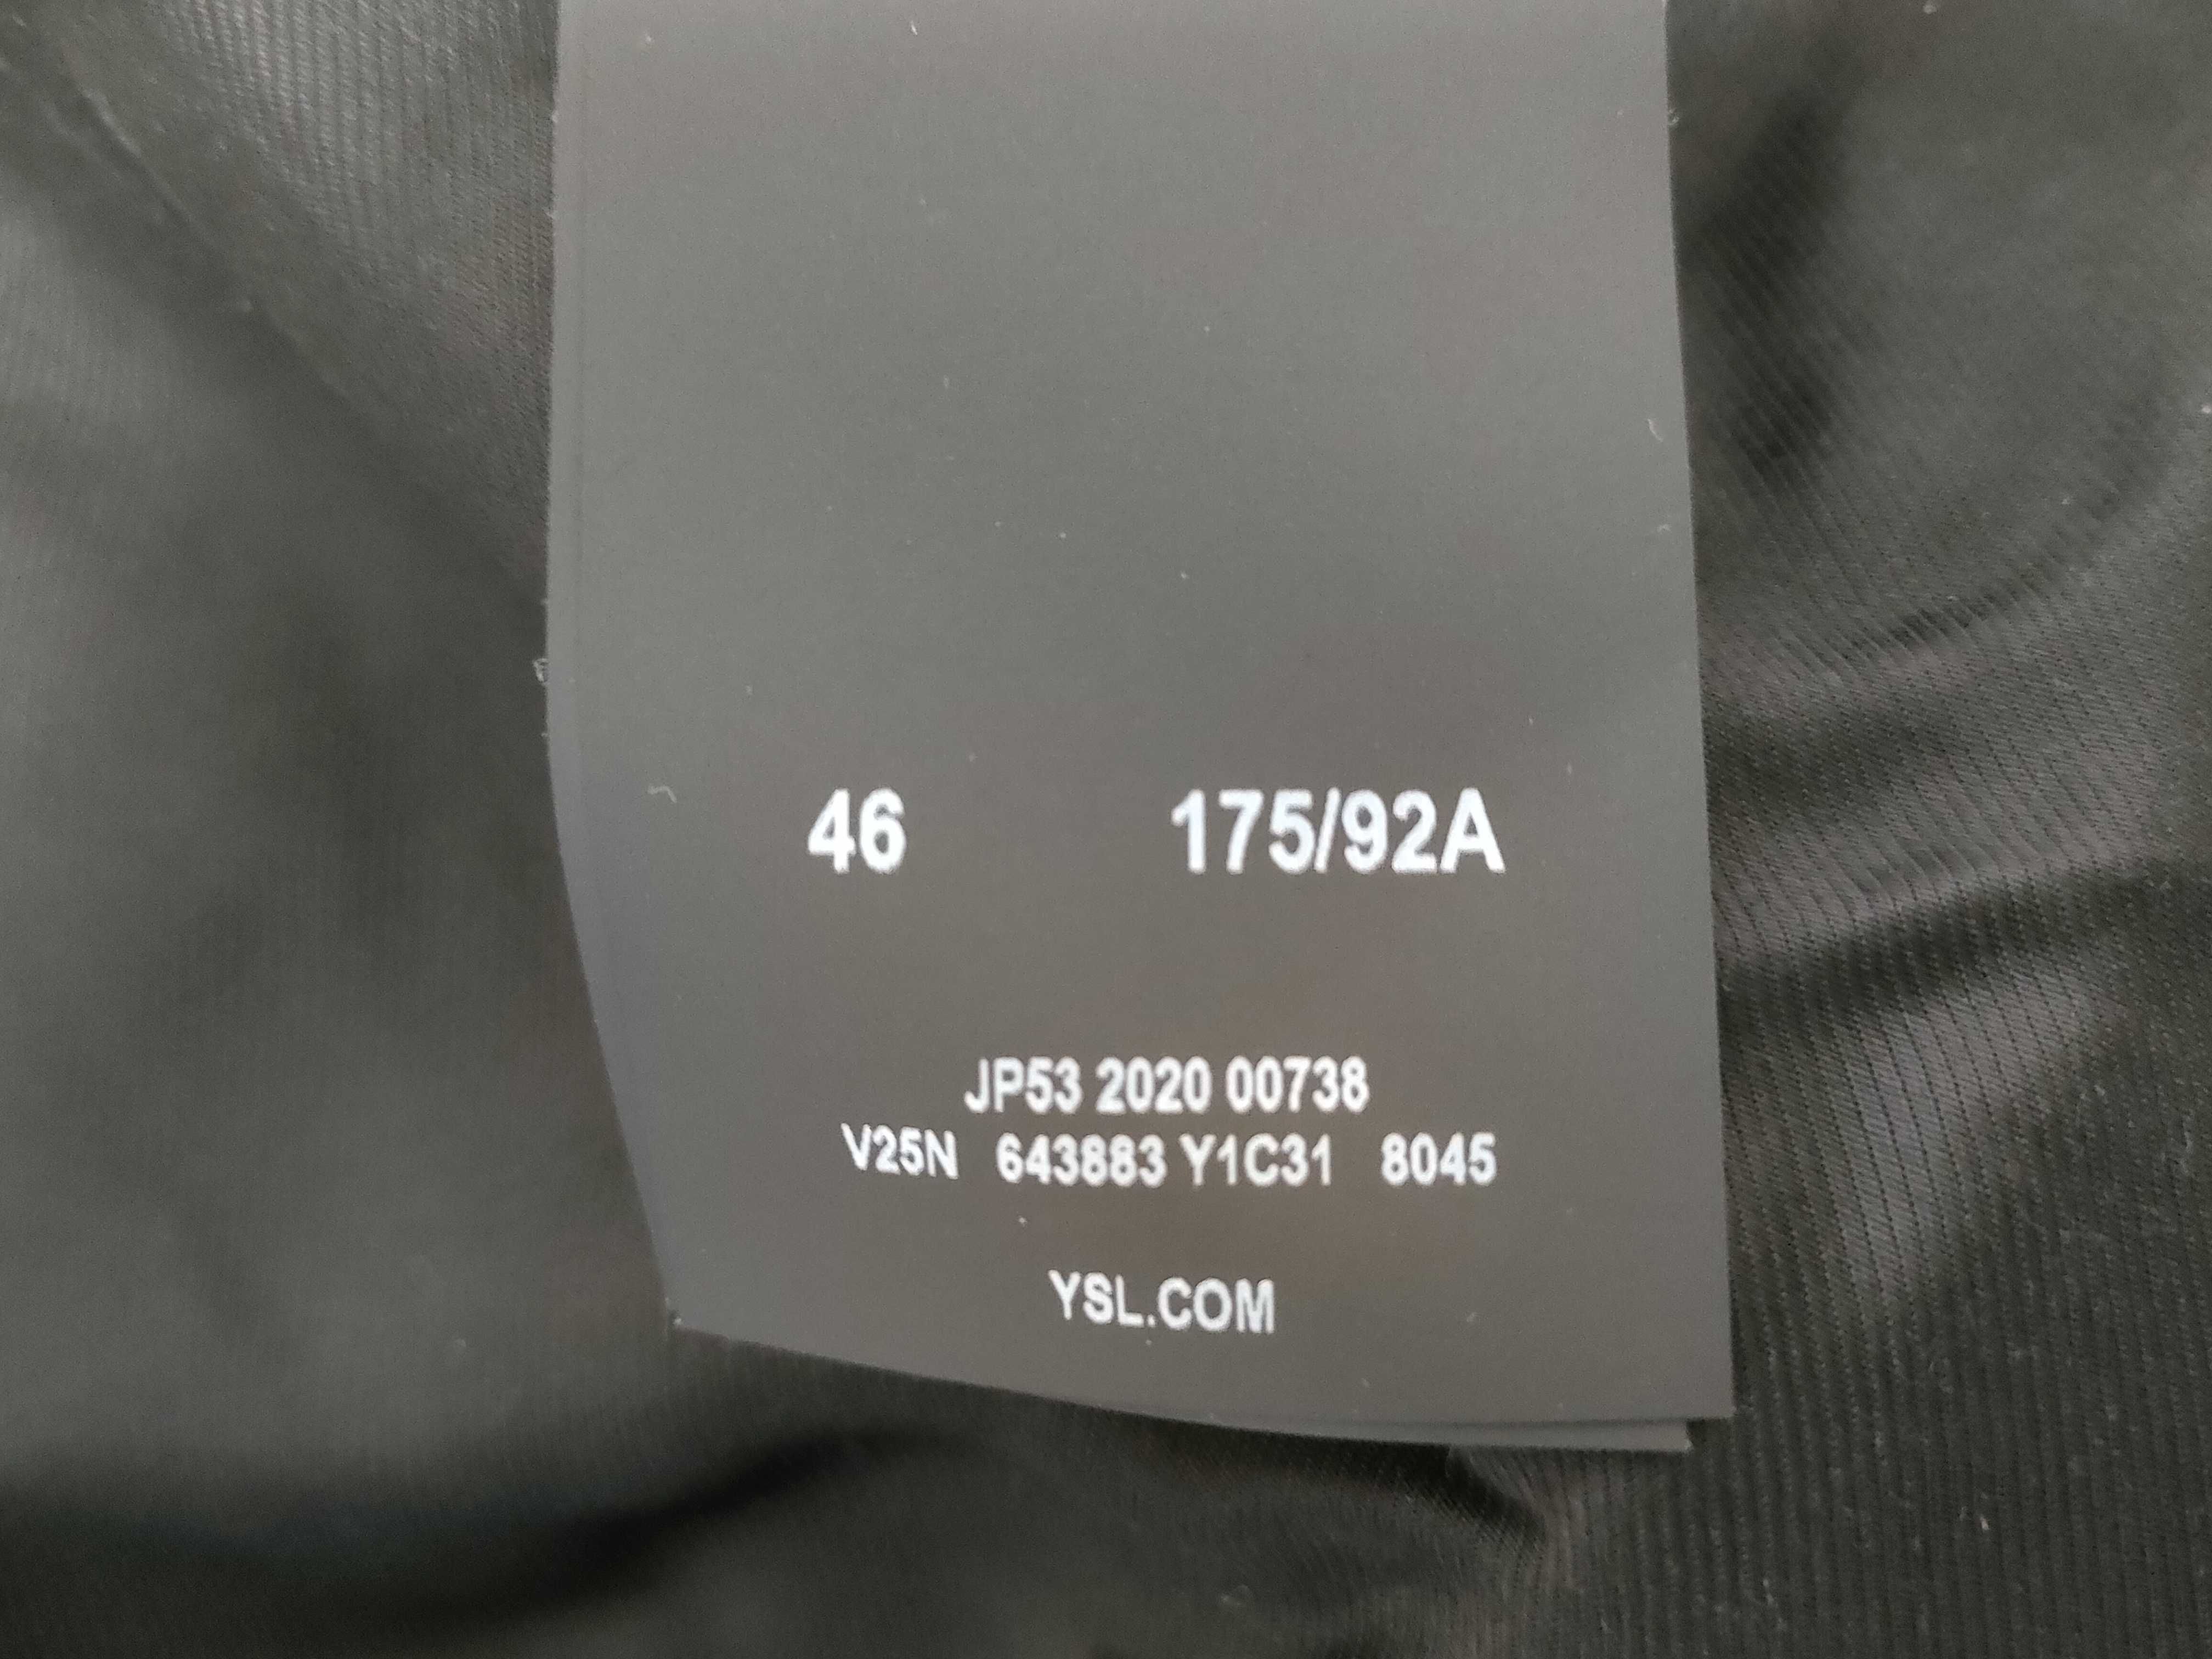 46 175/92A
JP53 2020 00738
V25N 643883 Y1C31 8045
YSL.COM